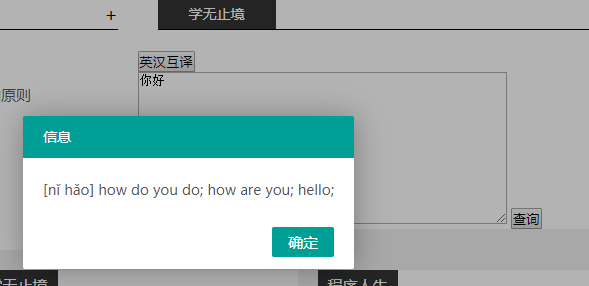 +
学无止境
英汉互译
你好
原则
信息
[nǐ hǎo] how do you do; how are you; hello;
查询
确定
学无止境
程序人生